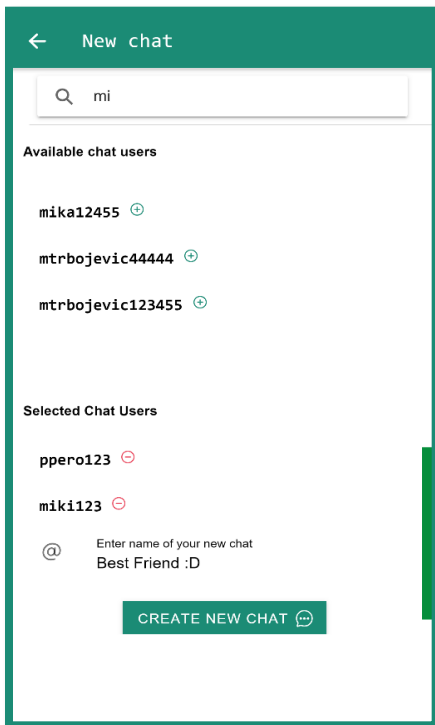 New chat
mi
Available chat users
mika12455
mtrbojevic44444
mtrbojevic123455
Selected Chat Users
ppero123
miki123
Enter name of your new chat
@ Best Friend :D
CREATE NEW CHAT